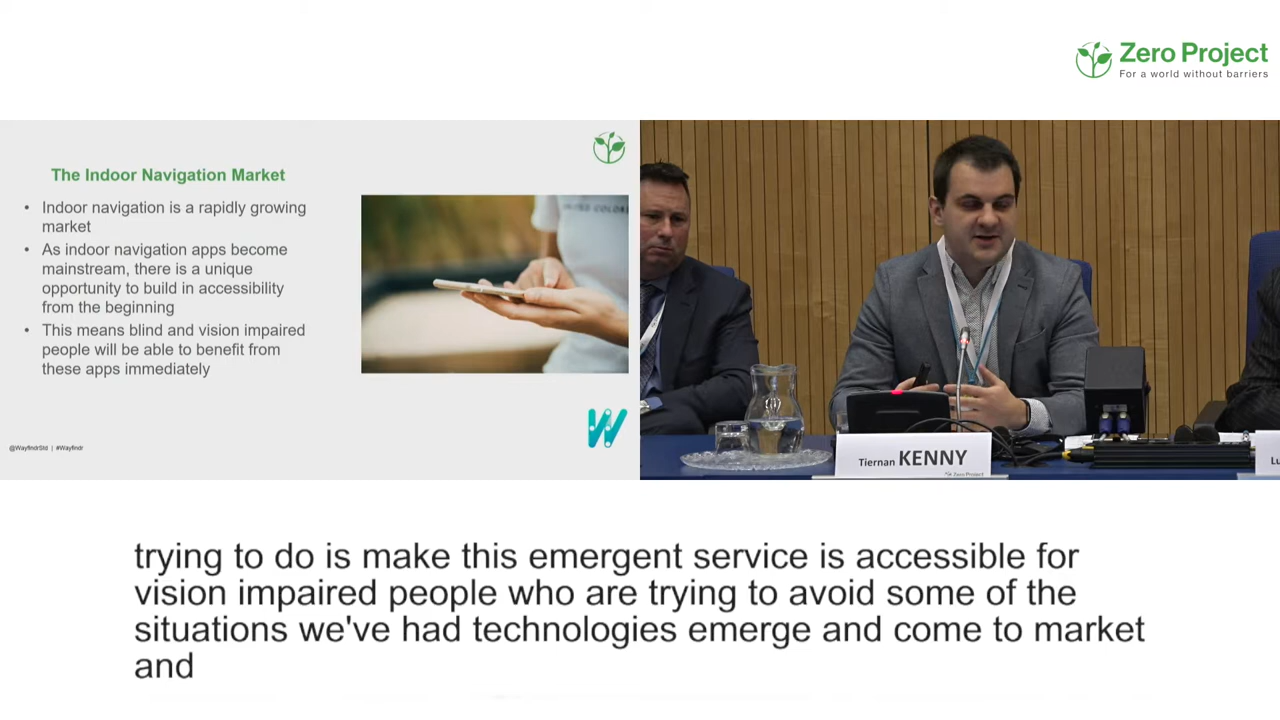 Zero Project
For a world without barriers
The Indoor Navigation Market
• Indoor navigation is a rapidly growing
market
• As indoor navigation apps become
mainstream, there is a unique
opportunity to build in accessibility
from the beginning
• This means blind and vision impaired
people will be able to benefit from
these apps immediately
@WayfindrStd | #Wayfindr
Tiernan KENNY
Zero Project
Lu
trying to do is make this emergent service is accessible for
vision impaired people who are trying to avoid some of the
situations we've had technologies emerge and come to market
and